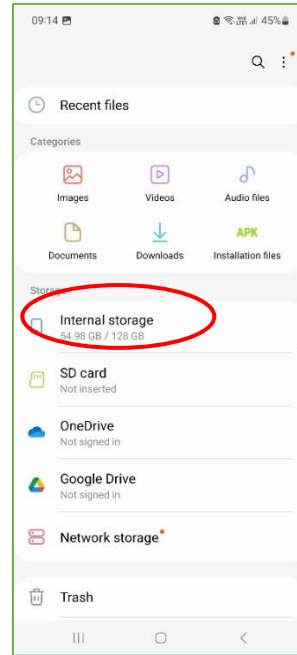 09:14 45%
Recent files
Categories
Images Videos Audio files
APK
Documents Downloads Installation files
Storage
Internal storage
54.98 GB / 128 GB
SD card
Not inserted
OneDrive
Not signed in
Google Drive
Not signed in
Network storage
Trash